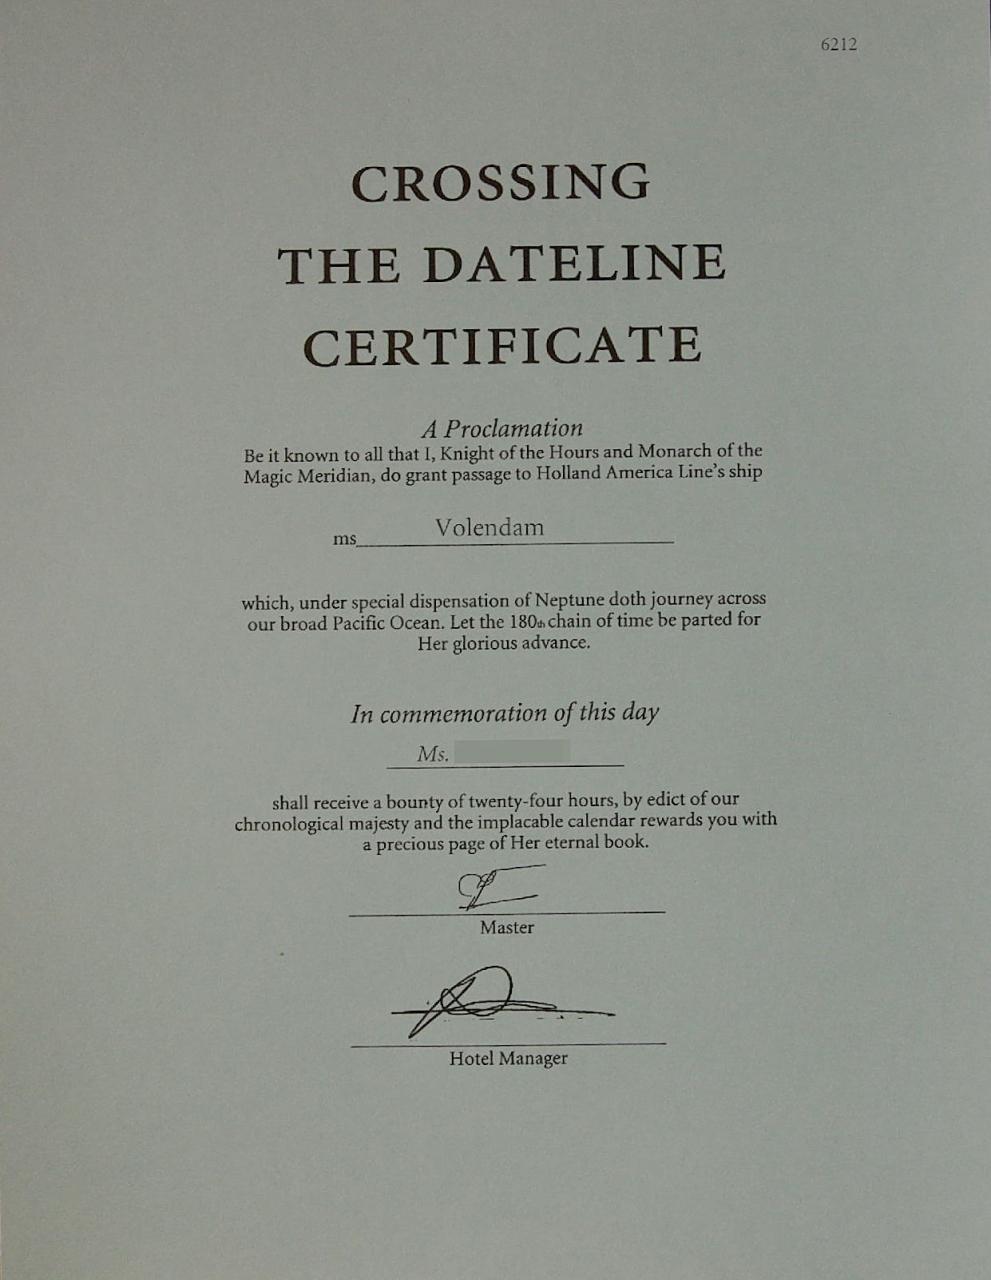 6212
CROSSING
THE DATELINE
CERTIFICATE
A Proclamation
Be it known to all that I, Knight of the Hours and Monarch of the
Magic Meridian, do grant passage to Holland America Line's ship
ms Volendam
which, under special dispensation of Neptune doth journey across
our broad Pacific Ocean. Let the 180th chain of time be parted for
Her glorious advance.
In commemoration of this day
Ms.
shall receive a bounty of twenty-four hours, by edict of our
chronological majesty and the implacable calendar rewards you with
a precious page of Her eternal book.
Master
Hotel Manager